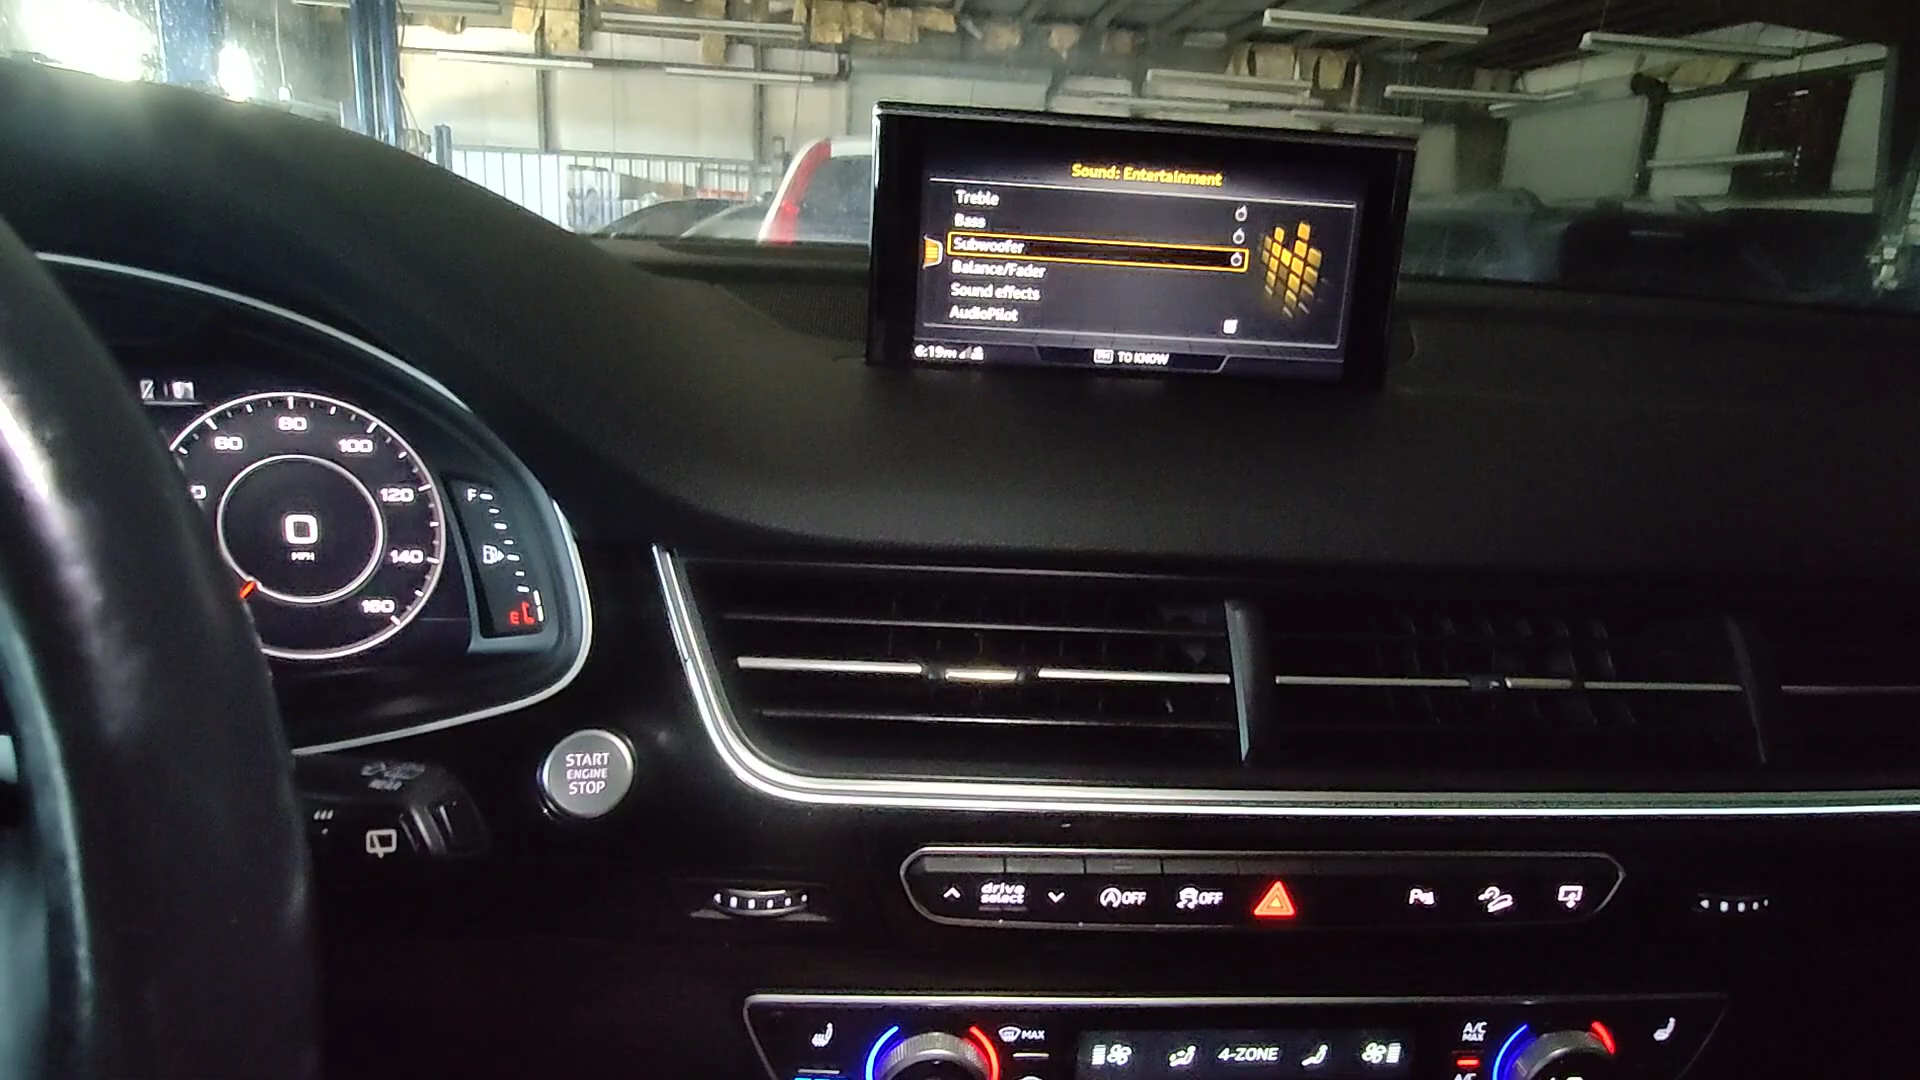 Sound: Entertainment
Treble
Bass
Subwoofer
Balance/Fader
Sound effects
AudioPilot
TO KNOW
60
80
100
120
140
160
0
MPH
F
E
START
ENGINE
STOP
drive
select
OFF
OFF
MAX
4-ZONE
A/C
MAX
A/C